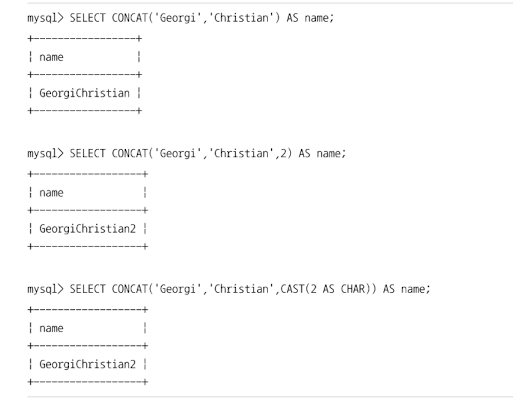 mysql> SELECT CONCAT('Georgi','Christian') AS name;
+-----------------+
| name            |
+-----------------+
| GeorgiChristian |
+-----------------+
mysql> SELECT CONCAT('Georgi','Christian',2) AS name;
+------------------+
| name             |
+------------------+
| GeorgiChristian2 |
+------------------+
mysql> SELECT CONCAT('Georgi','Christian',CAST(2 AS CHAR)) AS name;
+------------------+
| name             |
+------------------+
| GeorgiChristian2 |
+------------------+